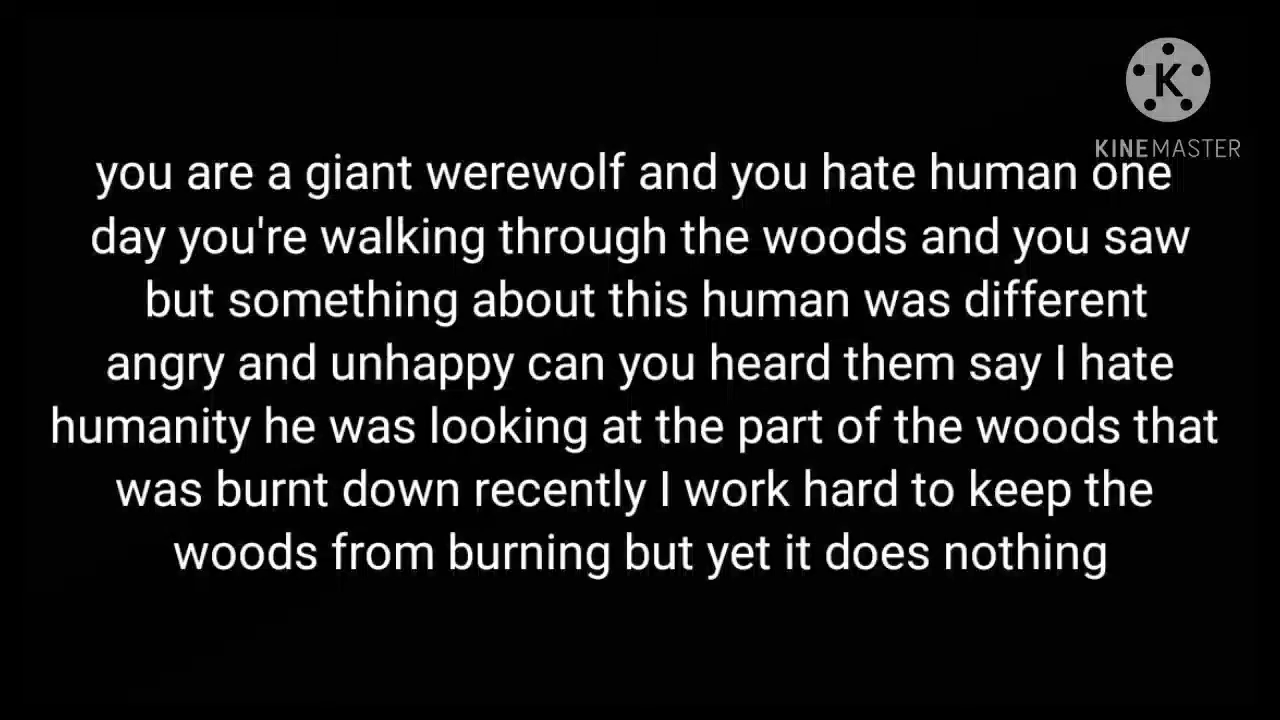 K
KINEMASTER
you are a giant werewolf and you hate human one
day you're walking through the woods and you saw
but something about this human was different
angry and unhappy can you heard them say I hate
humanity he was looking at the part of the woods that
was burnt down recently I work hard to keep the
woods from burning but yet it does nothing